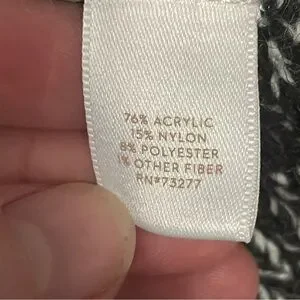 76% ACRYLIC
15% NYLON
8% POLYESTER
1% OTHER FIBER
RN#73277